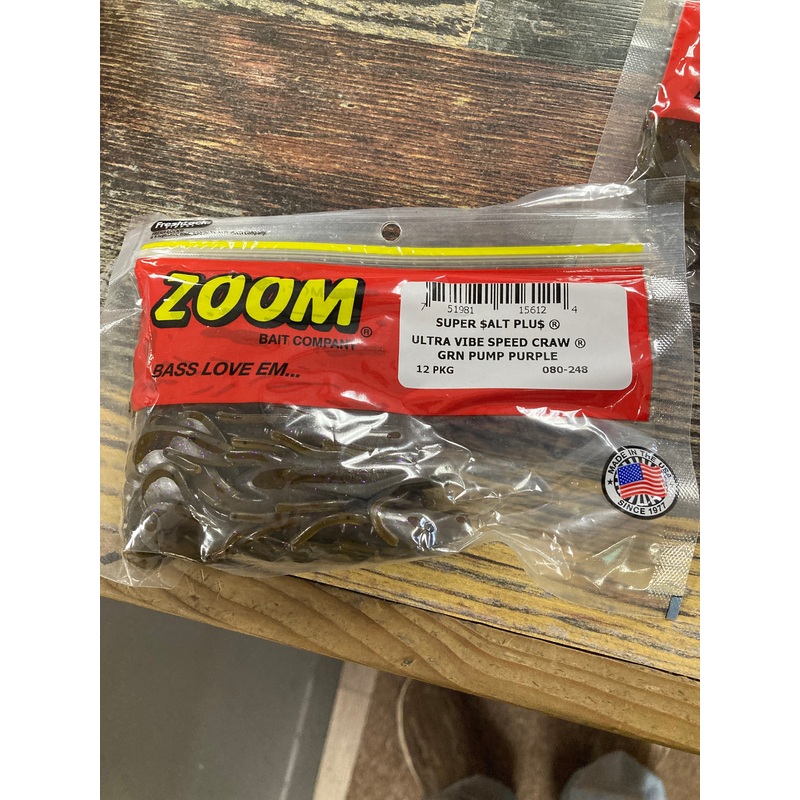 ZOOM®
BAIT COMPANY
BASS LOVE EM...
7 51981 15612 4
SUPER $ALT PLU$ ®
ULTRA VIBE SPEED CRAW ®
GRN PUMP PURPLE
12 PKG 080-248
MADE IN THE USA
SINCE 1977